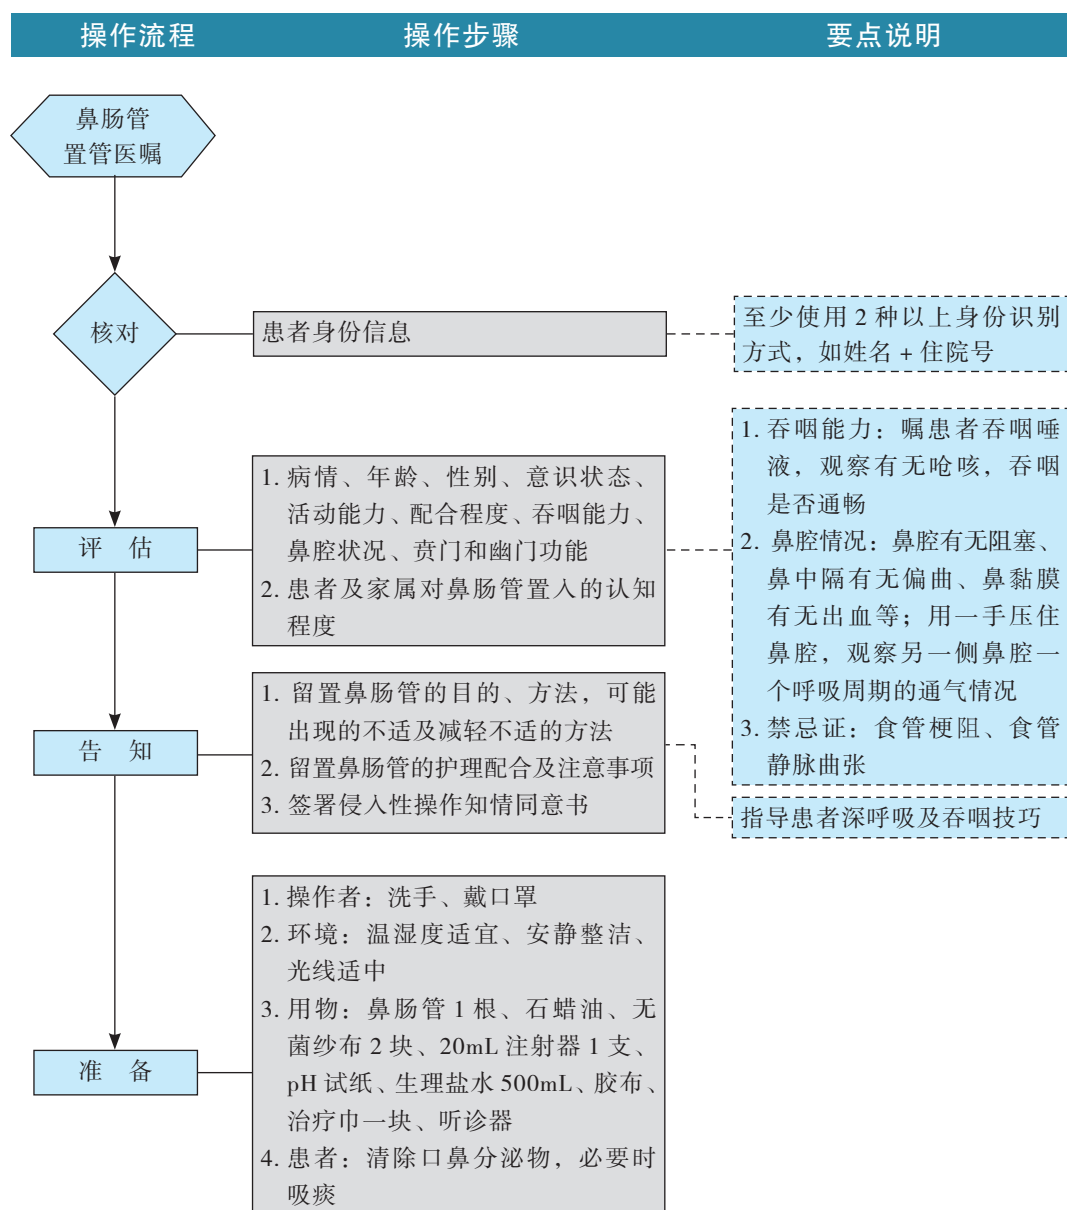 操作流程 操作步骤 要点说明
鼻肠管
置管医嘱
核对
患者身份信息
至少使用 2 种以上身份识别
方式，如姓名 + 住院号
评 估
1. 病情、年龄、性别、意识状态、
活动能力、配合程度、吞咽能力、
鼻腔状况、贲门和幽门功能
2. 患者及家属对鼻肠管置入的认知
程度
1. 吞咽能力：嘱患者吞咽唾
液，观察有无呛咳，吞咽
是否通畅
2. 鼻腔情况：鼻腔有无阻塞、
鼻中隔有无偏曲、鼻黏膜
有无出血等；用一手压住
鼻腔，观察另一侧鼻腔一
个呼吸周期的通气情况
3. 禁忌证：食管梗阻、食管
静脉曲张
告 知
1. 留置鼻肠管的目的、方法，可能
出现的不适及减轻不适的方法
2. 留置鼻肠管的护理配合及注意事项
3. 签署侵入性操作知情同意书
指导患者深呼吸及吞咽技巧
准 备
1. 操作者：洗手、戴口罩
2. 环境：温湿度适宜、安静整洁、
光线适中
3. 用物：鼻肠管 1 根、石蜡油、无
菌纱布 2 块、20mL 注射器 1 支、
pH 试纸、生理盐水 500mL、胶布、
治疗巾一块、听诊器
4. 患者：清除口鼻分泌物，必要时
吸痰